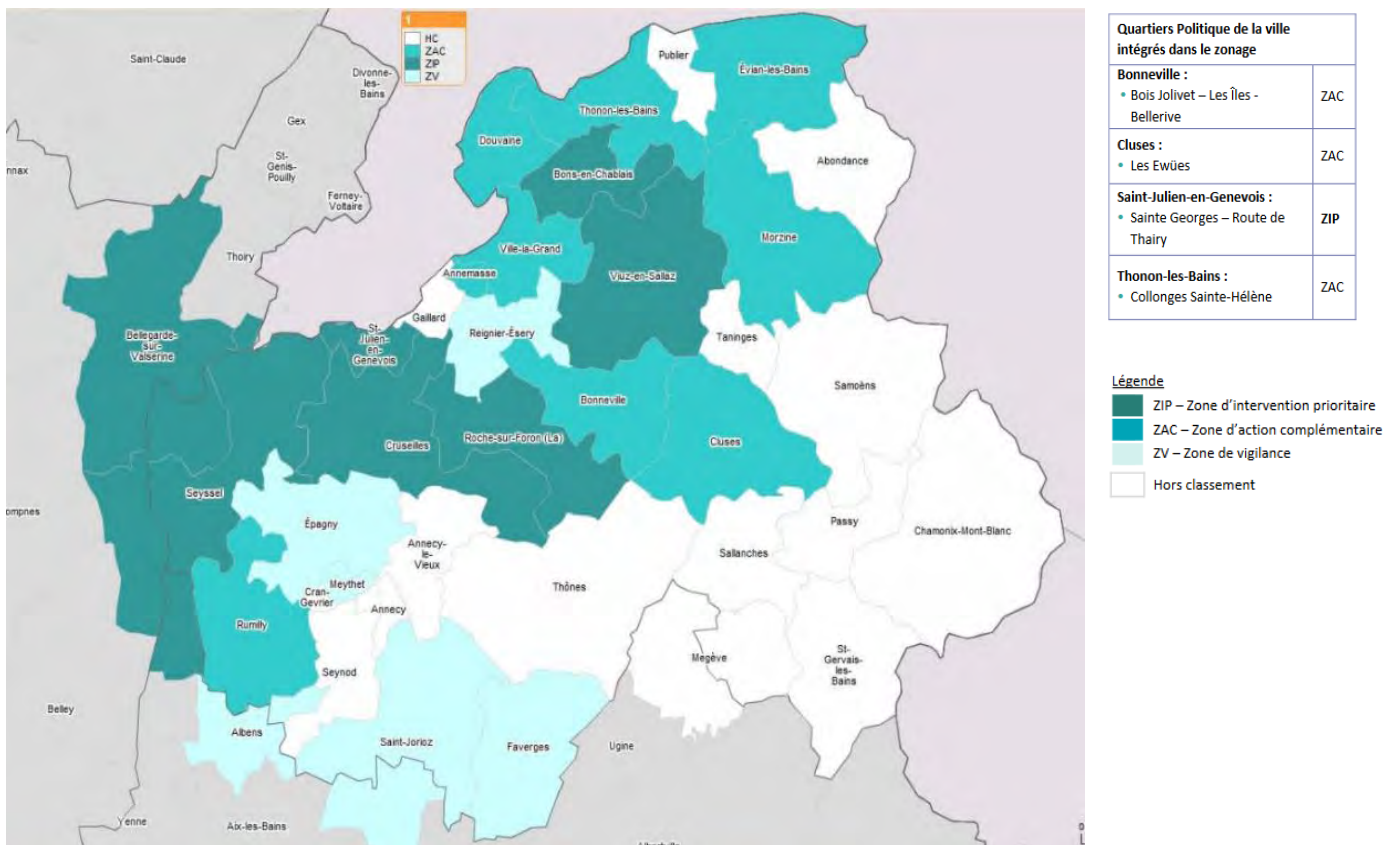 1
HC
ZAC
ZIP
ZV
Saint-Claude
Divonne-
les-
Bains
Gex
St-
Genis-
Pouilly
Ferney-
Voltaire
nnax
Thoiry
Publier
Évian-les-Bains
Thonon-les-Bains
Douvaine
Abondance
Bons-en-Chablais
Morzine
Ville-la-Grand
Annemasse
Viuz-en-Sallaz
Gaillard
Reignier-Ésery
Taninges
St-
Julien-
en-
Genevois
Bellegarde-
sur-
Valserine
Samoëns
Bonneville
Cluses
Cruseilles
Roche-sur-Foron (La)
Seyssel
ompnes
Épagny
Annecy-
le-
Vieux
Passy
Chamonix-Mont-Blanc
Sallanches
Meythet
Cran-
Gevrier
Annecy
Thônes
Rumilly
Seynod
Megève
St-
Gervais-
les-
Bains
Belley
Albens
Saint-Jorioz
Faverges
Ugine
Yenne
Aix-les-Bains
0
Quartiers Politique de la ville
intégrés dans le zonage
Bonneville :
• Bois Jolivet – Les Îles -
Bellerive
ZAC
Cluses :
• Les Ewües
ZAC
Saint-Julien-en-Genevois :
• Sainte Georges – Route de
Thairy
ZIP
Thonon-les-Bains :
• Collonges Sainte-Hélène
ZAC
Légende
ZIP – Zone d'intervention prioritaire
ZAC – Zone d'action complémentaire
ZV – Zone de vigilance
Hors classement